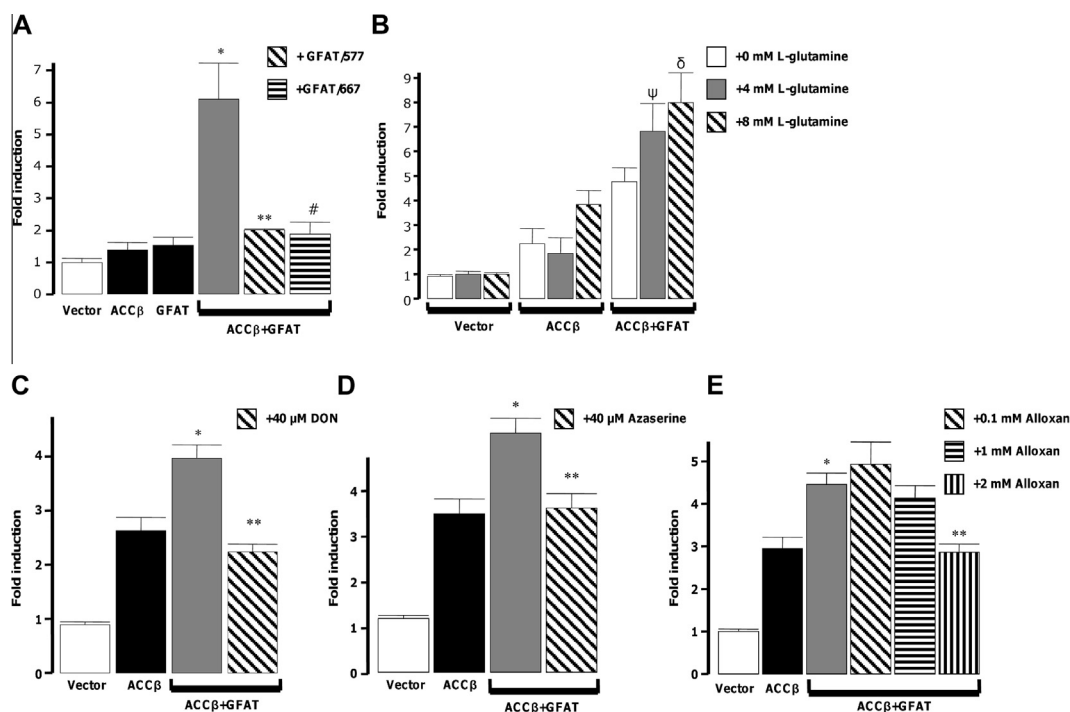 A
+ GFAT/577
+GFAT/667
Fold induction
7
6
5
4
3
2
1
0
*
**
#
Vector ACCβ GFAT
ACCβ+GFAT
B
+0 mM L-glutamine
+4 mM L-glutamine
+8 mM L-glutamine
Fold induction
9
8
7
6
5
4
3
2
1
0
ψ
δ
Vector ACCβ ACCβ+GFAT
C
+40 µM DON
Fold induction
4
3
2
1
0
*
**
Vector ACCβ
ACCβ+GFAT
D
+40 µM Azaserine
Fold induction
4
3
2
1
0
*
**
Vector ACCβ
ACCβ+GFAT
E
+0.1 mM Alloxan
+1 mM Alloxan
+2 mM Alloxan
Fold induction
5
4
3
2
1
0
*
**
Vector ACCβ
ACCβ+GFAT